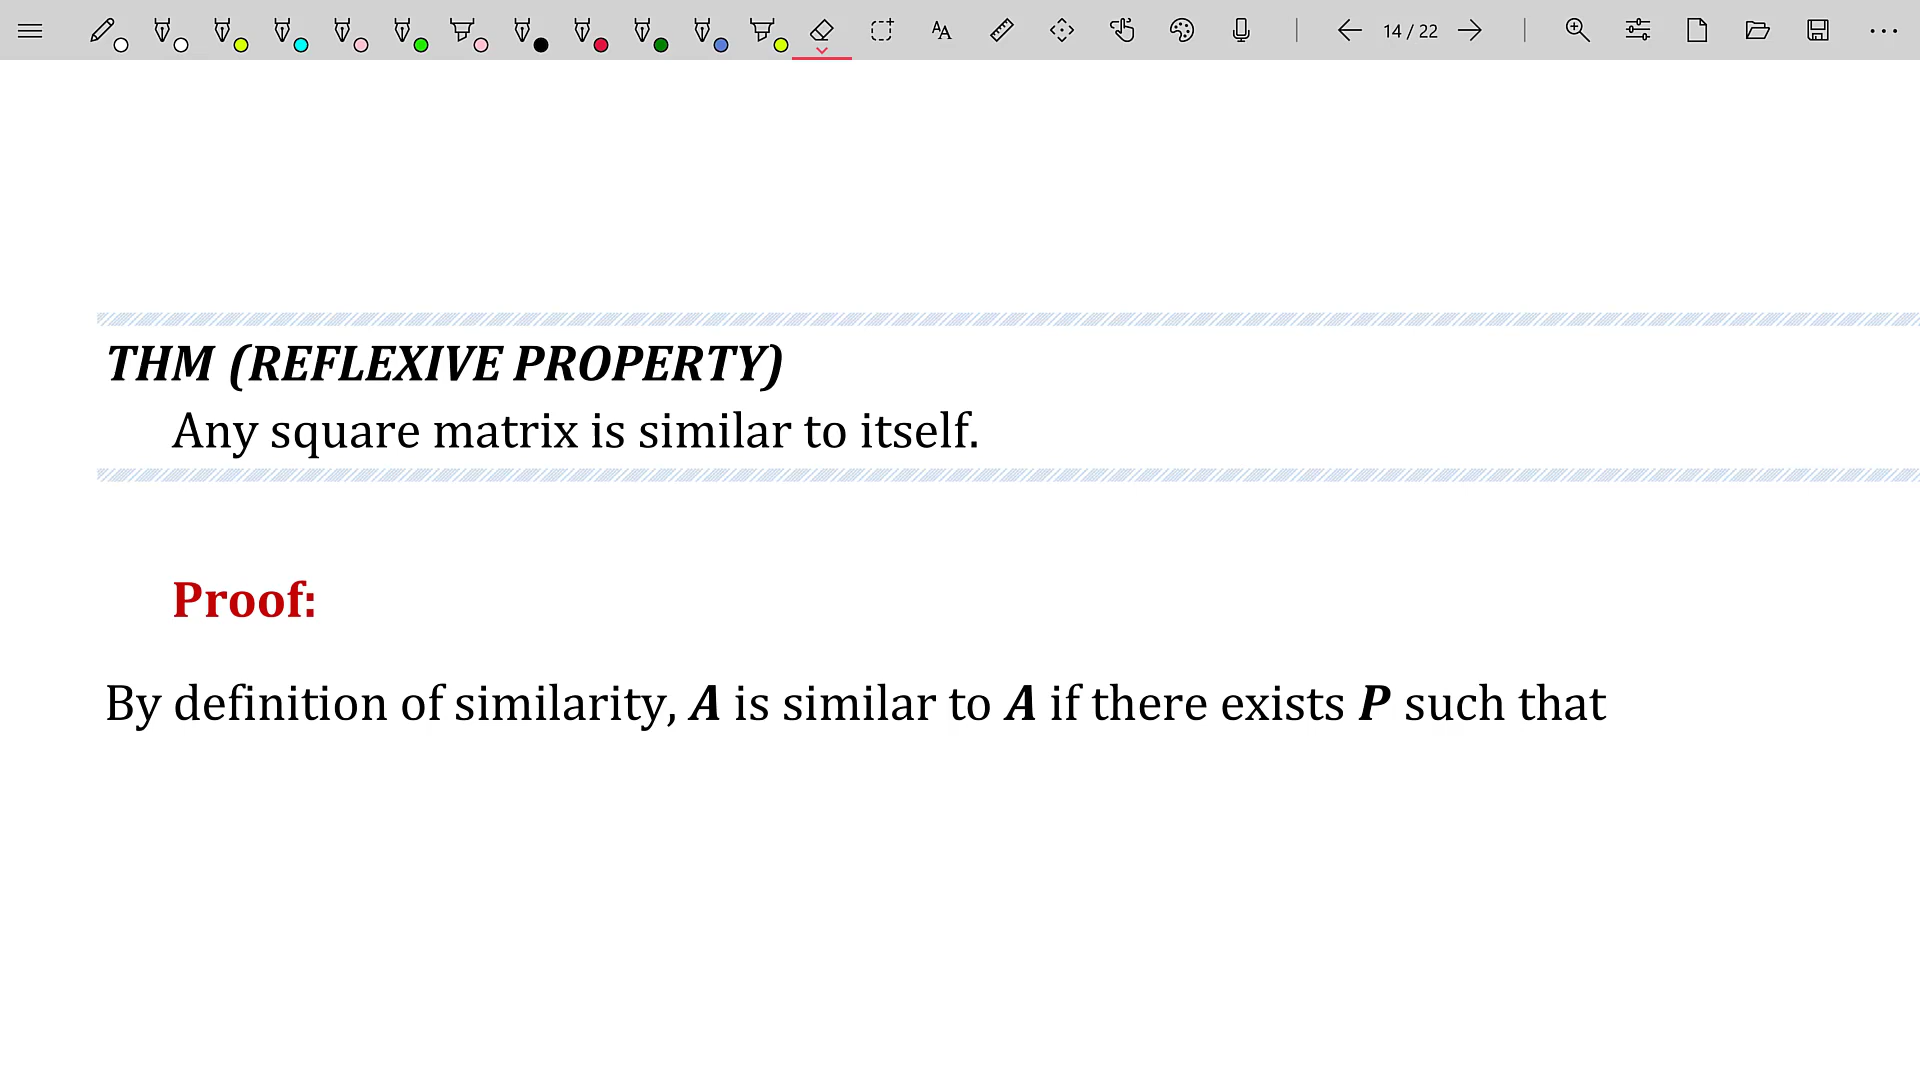 14 / 22
THM (REFLEXIVE PROPERTY)
Any square matrix is similar to itself.
Proof:
By definition of similarity, A is similar to A if there exists P such that